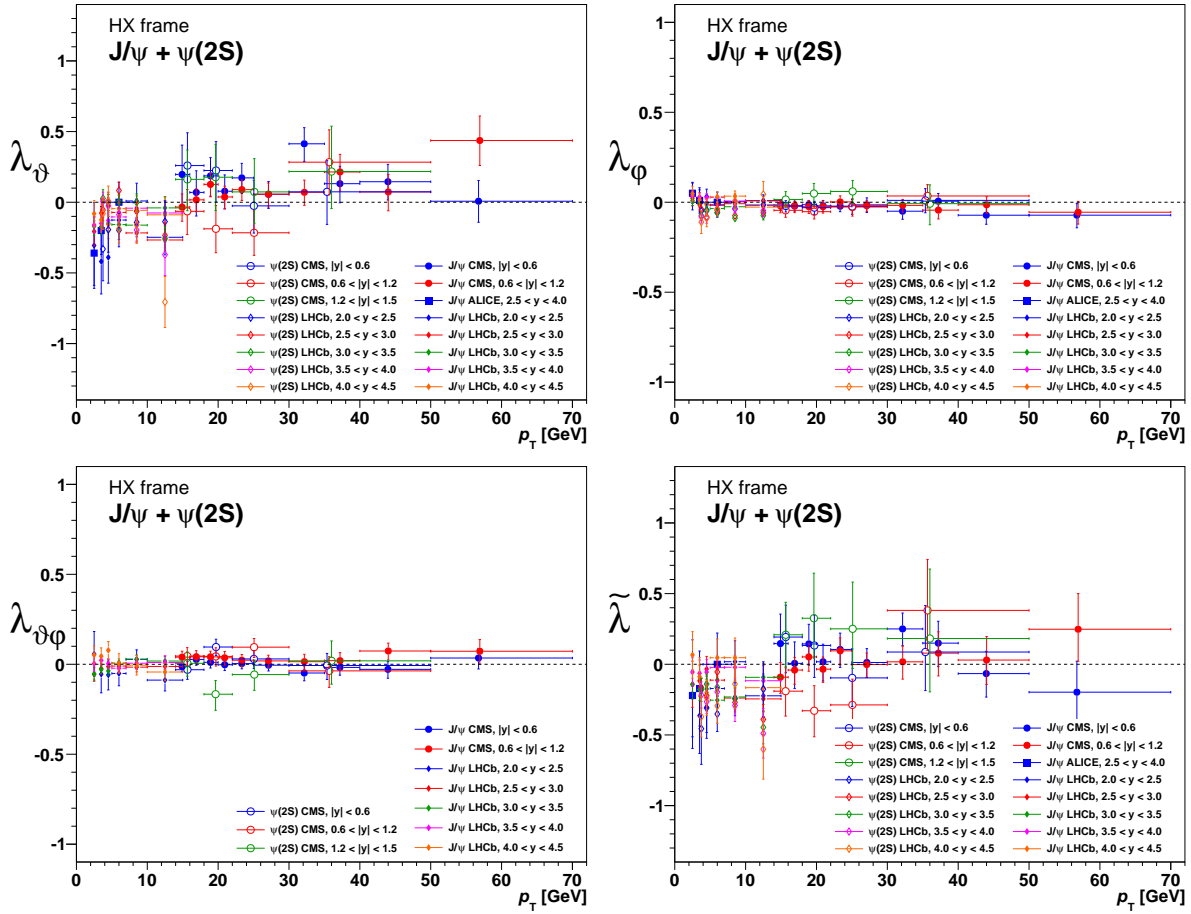 HX frame
J/ψ + ψ(2S)
λϑ
1
0.5
0
-0.5
-1
ψ(2S) CMS, |y| < 0.6
ψ(2S) CMS, 0.6 < |y| < 1.2
ψ(2S) CMS, 1.2 < |y| < 1.5
ψ(2S) LHCb, 2.0 < y < 2.5
ψ(2S) LHCb, 2.5 < y < 3.0
ψ(2S) LHCb, 3.0 < y < 3.5
ψ(2S) LHCb, 3.5 < y < 4.0
ψ(2S) LHCb, 4.0 < y < 4.5
J/ψ CMS, |y| < 0.6
J/ψ CMS, 0.6 < |y| < 1.2
J/ψ ALICE, 2.5 < y < 4.0
J/ψ LHCb, 2.0 < y < 2.5
J/ψ LHCb, 2.5 < y < 3.0
J/ψ LHCb, 3.0 < y < 3.5
J/ψ LHCb, 3.5 < y < 4.0
J/ψ LHCb, 4.0 < y < 4.5
0 10 20 30 40 50 60 70
pT [GeV]
HX frame
J/ψ + ψ(2S)
λφ
1
0.5
0
-0.5
-1
ψ(2S) CMS, |y| < 0.6
ψ(2S) CMS, 0.6 < |y| < 1.2
ψ(2S) CMS, 1.2 < |y| < 1.5
ψ(2S) LHCb, 2.0 < y < 2.5
ψ(2S) LHCb, 2.5 < y < 3.0
ψ(2S) LHCb, 3.0 < y < 3.5
ψ(2S) LHCb, 3.5 < y < 4.0
ψ(2S) LHCb, 4.0 < y < 4.5
J/ψ CMS, |y| < 0.6
J/ψ CMS, 0.6 < |y| < 1.2
J/ψ ALICE, 2.5 < y < 4.0
J/ψ LHCb, 2.0 < y < 2.5
J/ψ LHCb, 2.5 < y < 3.0
J/ψ LHCb, 3.0 < y < 3.5
J/ψ LHCb, 3.5 < y < 4.0
J/ψ LHCb, 4.0 < y < 4.5
0 10 20 30 40 50 60 70
pT [GeV]
HX frame
J/ψ + ψ(2S)
λϑφ
1
0.5
0
-0.5
-1
ψ(2S) CMS, |y| < 0.6
ψ(2S) CMS, 0.6 < |y| < 1.2
ψ(2S) CMS, 1.2 < |y| < 1.5
J/ψ CMS, |y| < 0.6
J/ψ CMS, 0.6 < |y| < 1.2
J/ψ LHCb, 2.0 < y < 2.5
J/ψ LHCb, 2.5 < y < 3.0
J/ψ LHCb, 3.0 < y < 3.5
J/ψ LHCb, 3.5 < y < 4.0
J/ψ LHCb, 4.0 < y < 4.5
0 10 20 30 40 50 60 70
pT [GeV]
HX frame
J/ψ + ψ(2S)
λ̃
1
0.5
0
-0.5
-1
ψ(2S) CMS, |y| < 0.6
ψ(2S) CMS, 0.6 < |y| < 1.2
ψ(2S) CMS, 1.2 < |y| < 1.5
ψ(2S) LHCb, 2.0 < y < 2.5
ψ(2S) LHCb, 2.5 < y < 3.0
ψ(2S) LHCb, 3.0 < y < 3.5
ψ(2S) LHCb, 3.5 < y < 4.0
ψ(2S) LHCb, 4.0 < y < 4.5
J/ψ CMS, |y| < 0.6
J/ψ CMS, 0.6 < |y| < 1.2
J/ψ ALICE, 2.5 < y < 4.0
J/ψ LHCb, 2.0 < y < 2.5
J/ψ LHCb, 2.5 < y < 3.0
J/ψ LHCb, 3.0 < y < 3.5
J/ψ LHCb, 3.5 < y < 4.0
J/ψ LHCb, 4.0 < y < 4.5
0 10 20 30 40 50 60 70
pT [GeV]